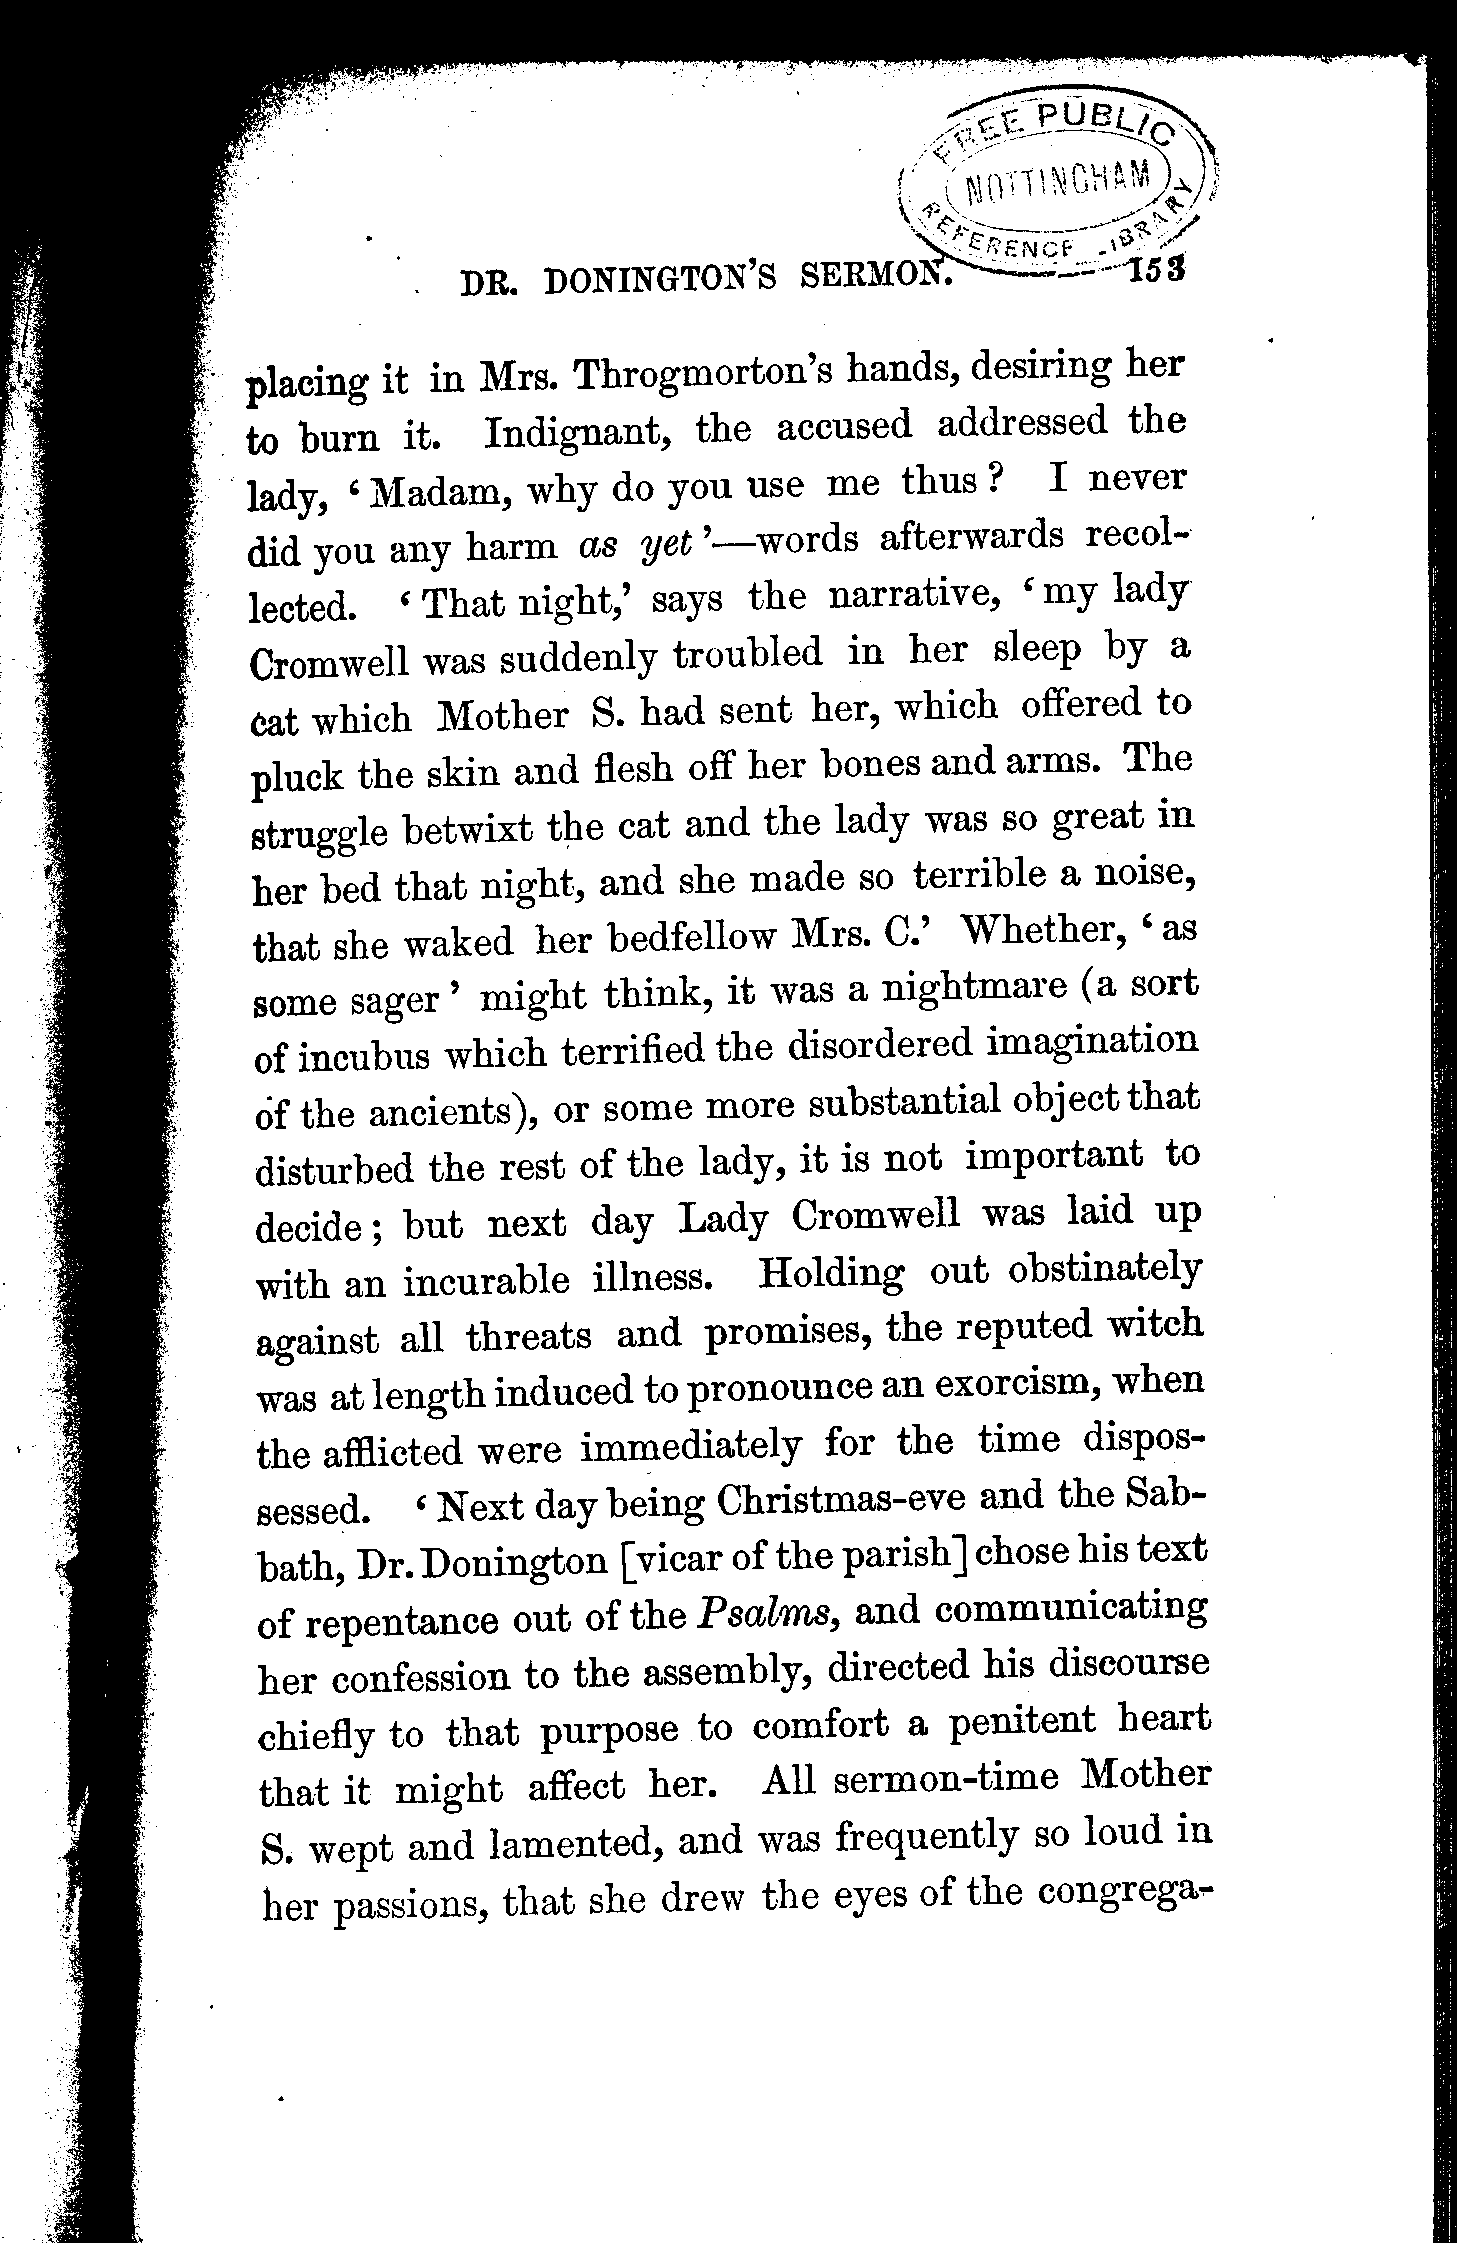 FREE PUBLIC
NOTTINGHAM
REFERENCE LIBRARY
DR. DONINGTON'S SERMON. 153
placing it in Mrs. Throgmorton's hands, desiring her
to burn it. Indignant, the accused addressed the
lady, ‘ Madam, why do you use me thus ? I never
did you any harm as yet ’—words afterwards recol-
lected. ‘ That night,’ says the narrative, ‘ my lady
Cromwell was suddenly troubled in her sleep by a
cat which Mother S. had sent her, which offered to
pluck the skin and flesh off her bones and arms. The
struggle betwixt the cat and the lady was so great in
her bed that night, and she made so terrible a noise,
that she waked her bedfellow Mrs. C.’ Whether, ‘ as
some sager ’ might think, it was a nightmare (a sort
of incubus which terrified the disordered imagination
of the ancients), or some more substantial object that
disturbed the rest of the lady, it is not important to
decide ; but next day Lady Cromwell was laid up
with an incurable illness. Holding out obstinately
against all threats and promises, the reputed witch
was at length induced to pronounce an exorcism, when
the afflicted were immediately for the time dispos-
sessed. ‘ Next day being Christmas-eve and the Sab-
bath, Dr. Donington [vicar of the parish] chose his text
of repentance out of the Psalms, and communicating
her confession to the assembly, directed his discourse
chiefly to that purpose to comfort a penitent heart
that it might affect her. All sermon-time Mother
S. wept and lamented, and was frequently so loud in
her passions, that she drew the eyes of the congrega-